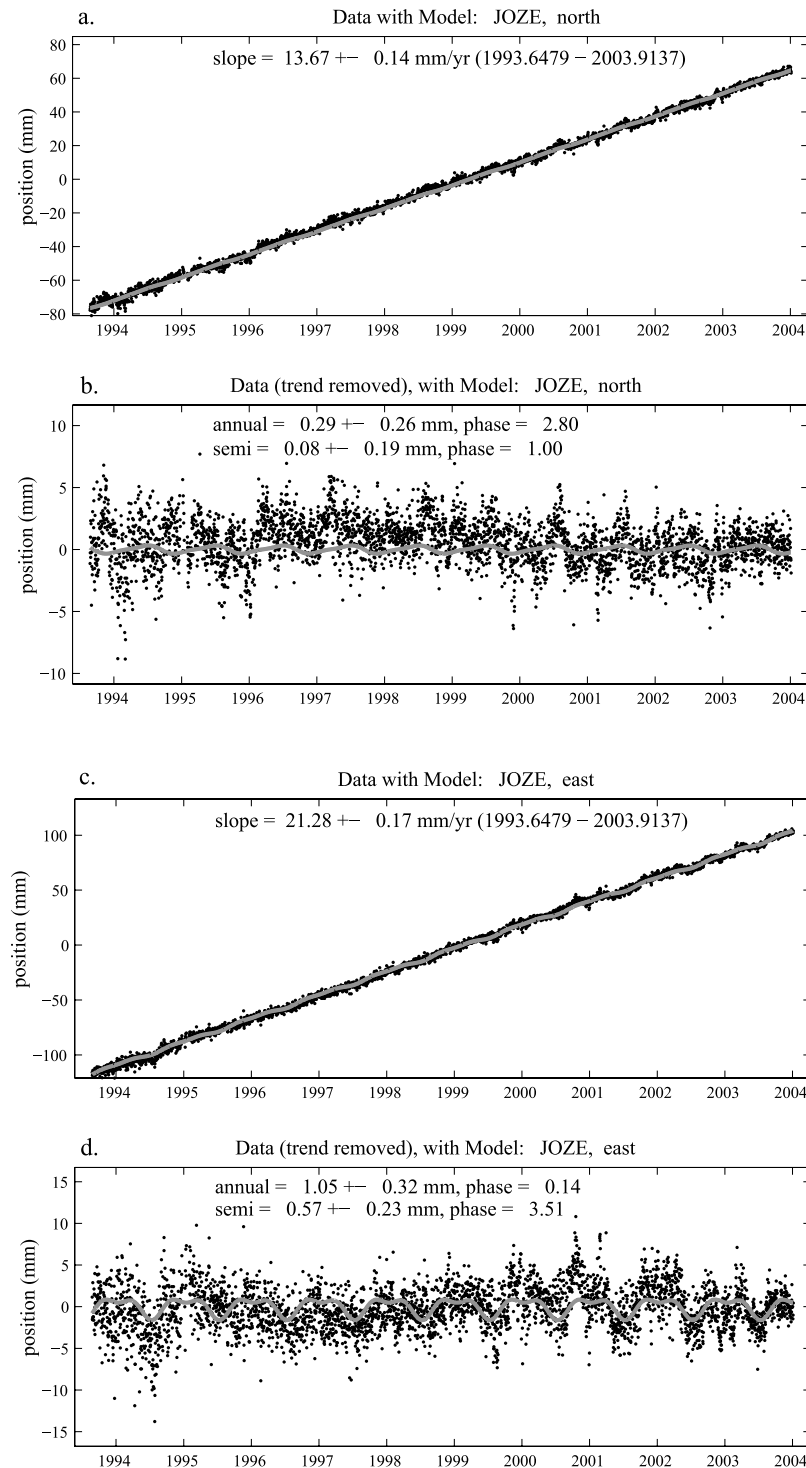 a.
Data with Model: JOZE, north
slope = 13.67 +− 0.14 mm/yr (1993.6479 − 2003.9137)
position (mm)
80
60
40
20
0
−20
−40
−60
−80
1994 1995 1996 1997 1998 1999 2000 2001 2002 2003 2004
b.
Data (trend removed), with Model: JOZE, north
annual = 0.29 +− 0.26 mm, phase = 2.80
semi = 0.08 +− 0.19 mm, phase = 1.00
position (mm)
10
5
0
−5
−10
1994 1995 1996 1997 1998 1999 2000 2001 2002 2003 2004
c.
Data with Model: JOZE, east
slope = 21.28 +− 0.17 mm/yr (1993.6479 − 2003.9137)
position (mm)
100
50
0
−50
−100
1994 1995 1996 1997 1998 1999 2000 2001 2002 2003 2004
d.
Data (trend removed), with Model: JOZE, east
annual = 1.05 +− 0.32 mm, phase = 0.14
semi = 0.57 +− 0.23 mm, phase = 3.51
position (mm)
15
10
5
0
−5
−10
−15
1994 1995 1996 1997 1998 1999 2000 2001 2002 2003 2004